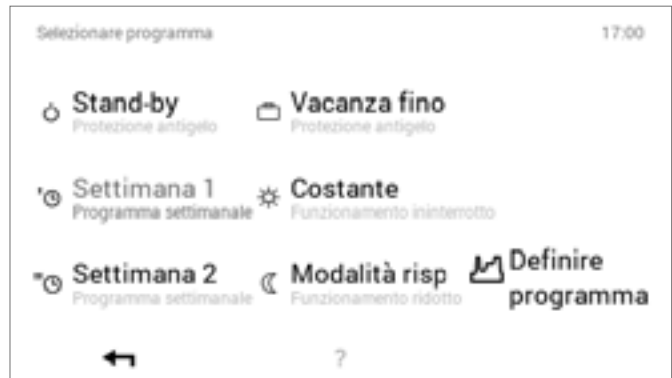 Selezionare programma 17:00
Stand-by
Protezione antigelo
Vacanza fino
Protezione antigelo
' Settimana 1
Programma settimanale
Costante
Funzionamento ininterrotto
" Settimana 2
Programma settimanale
Modalità risp
Funzionamento ridotto
Definire
programma
?